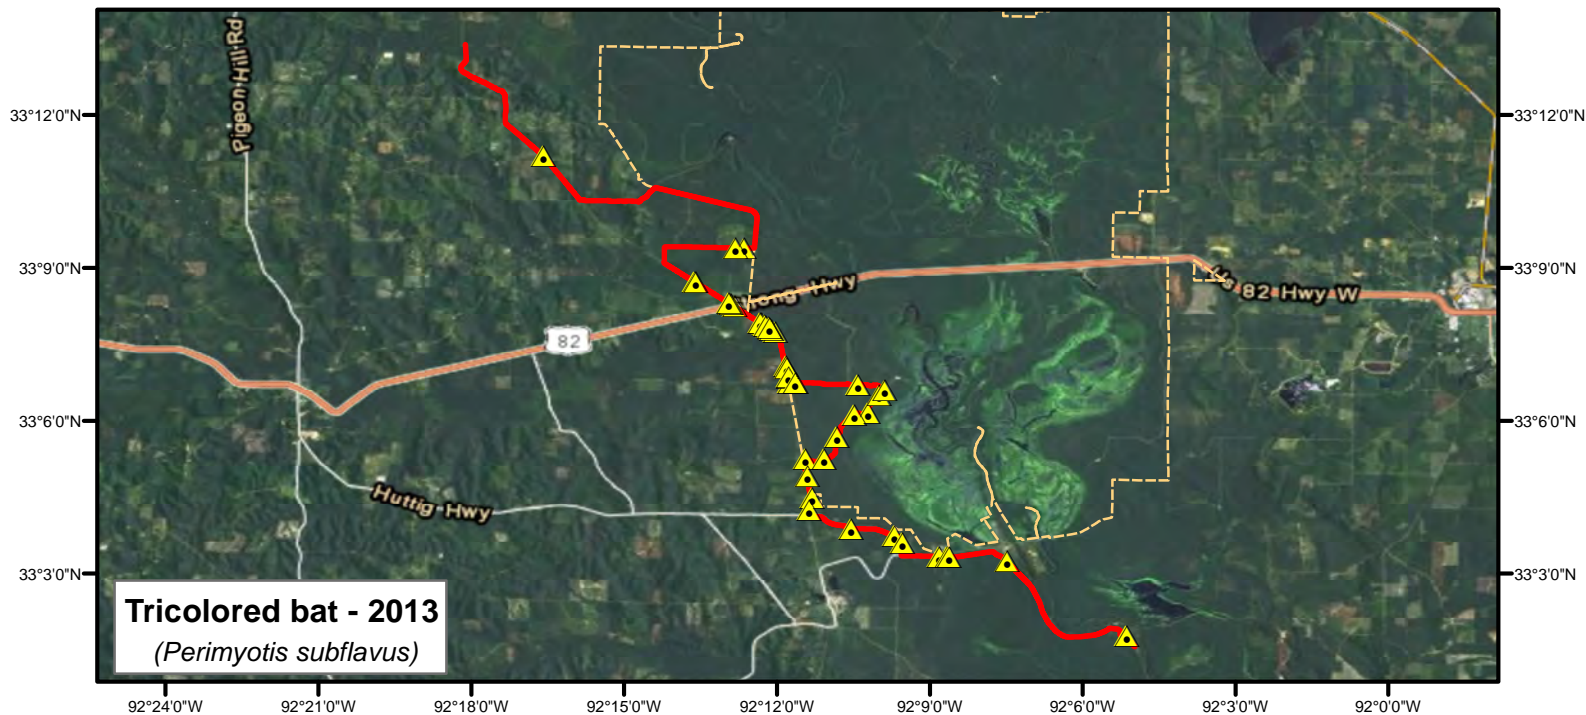 Pigeon Hill Rd
33°12'0"N
33°12'0"N
33°9'0"N
33°9'0"N
Hwy
Us 82 Hwy W
82
33°6'0"N
33°6'0"N
Huttig Hwy
33°3'0"N
33°3'0"N
Tricolored bat - 2013
(Perimyotis subflavus)
92°24'0"W
92°21'0"W
92°18'0"W
92°15'0"W
92°12'0"W
92°9'0"W
92°6'0"W
92°3'0"W
92°0'0"W